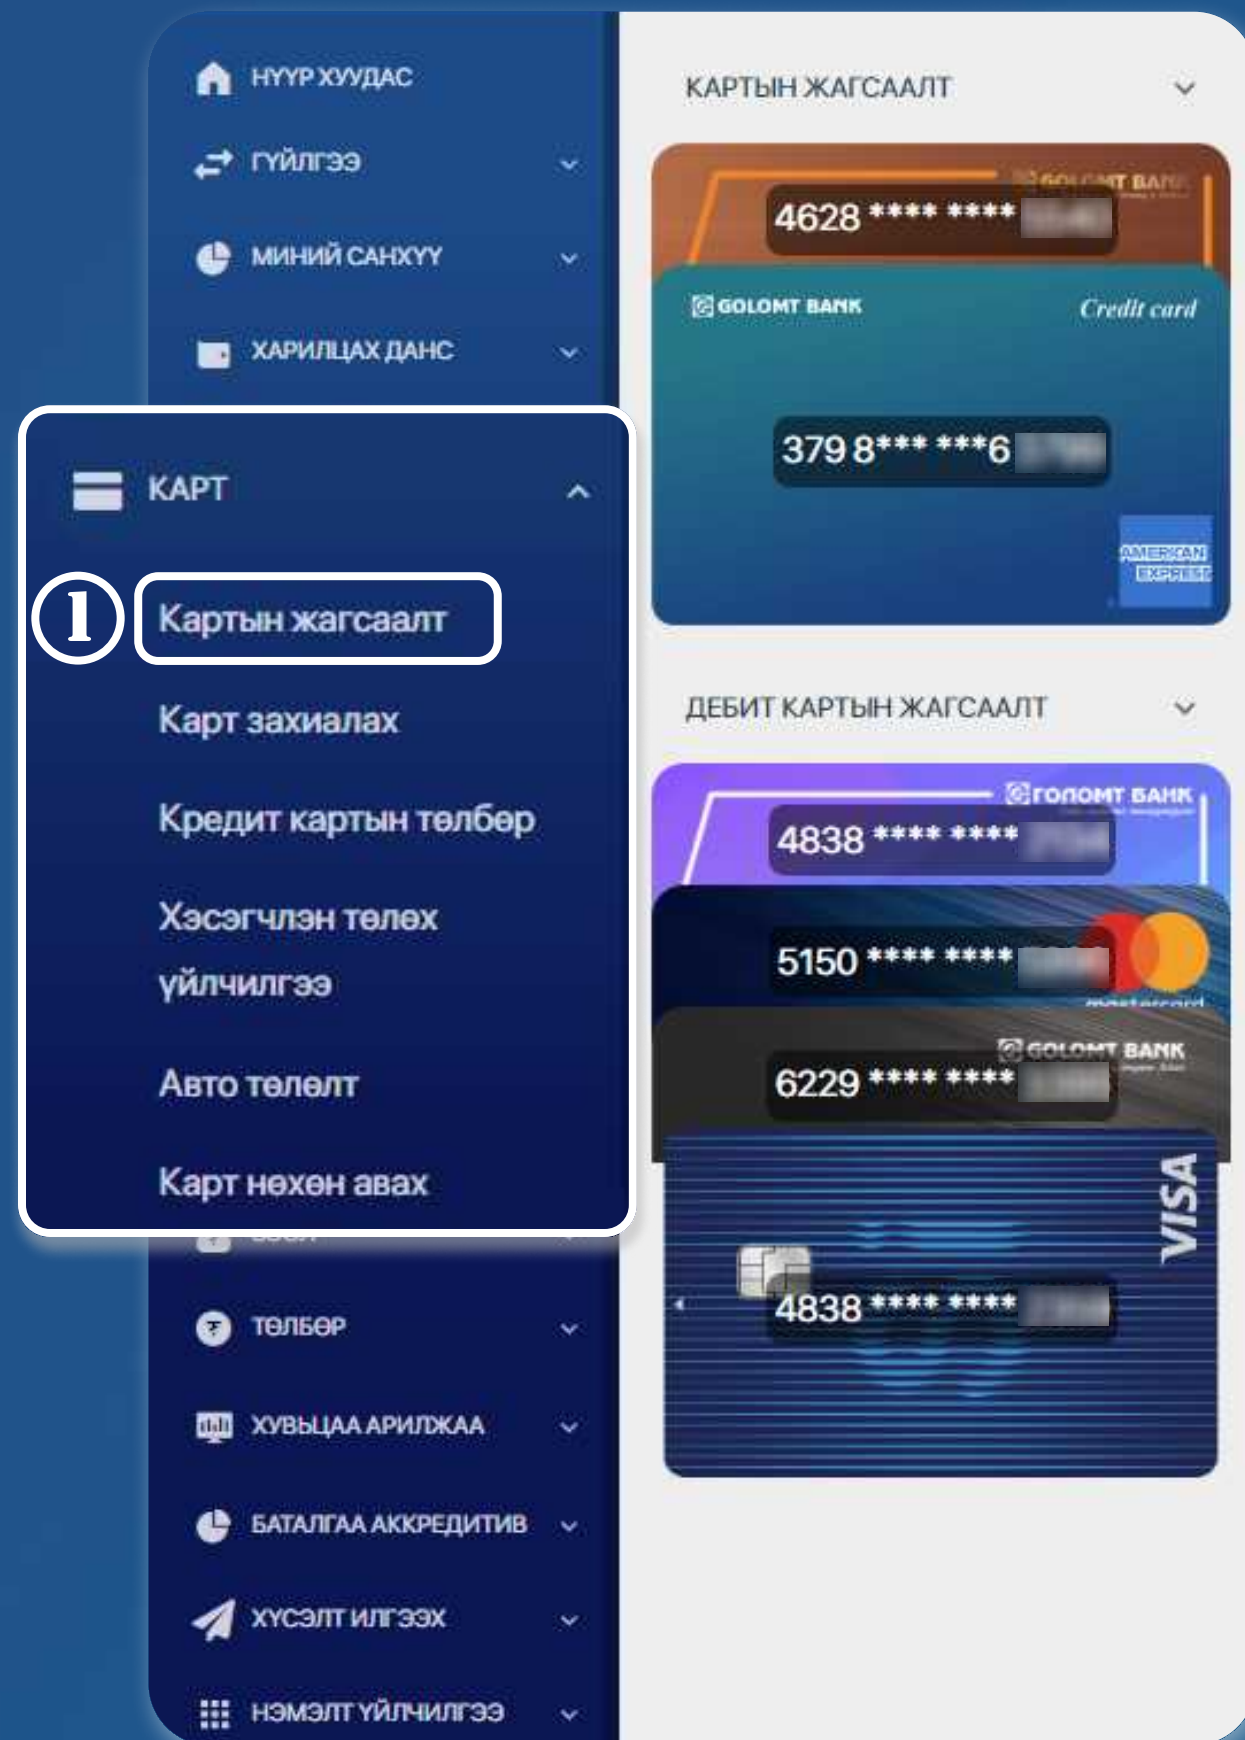 НҮҮР ХУУДАС
ГҮЙЛГЭЭ
МИНИЙ САНХҮҮ
ХАРИЛЦАХ ДАНС
КАРТ
1
Картын жагсаалт
Карт захиалах
Кредит картын төлбөр
Хэсэгчлэн төлөх
үйлчилгээ
Авто төлөлт
Карт нөхөн авах
ТӨЛБӨР
ХУВЬЦАА АРИЛЖАА
БАТАЛГАА АККРЕДИТИВ
ХҮСЭЛТ ИЛГЭЭХ
НЭМЭЛТ ҮЙЛЧИЛГЭЭ
КАРТЫН ЖАГСААЛТ
GOLOMT BANK
4628 **** ****
GOLOMT BANK Credit card
379 8*** ***6
AMERICAN
EXPRESS
ДЕБИТ КАРТЫН ЖАГСААЛТ
ГОЛОМТ БАНК
4838 **** ****
5150 **** ****
mastercard
GOLOMT BANK
6229 **** ****
VISA
4838 **** ****